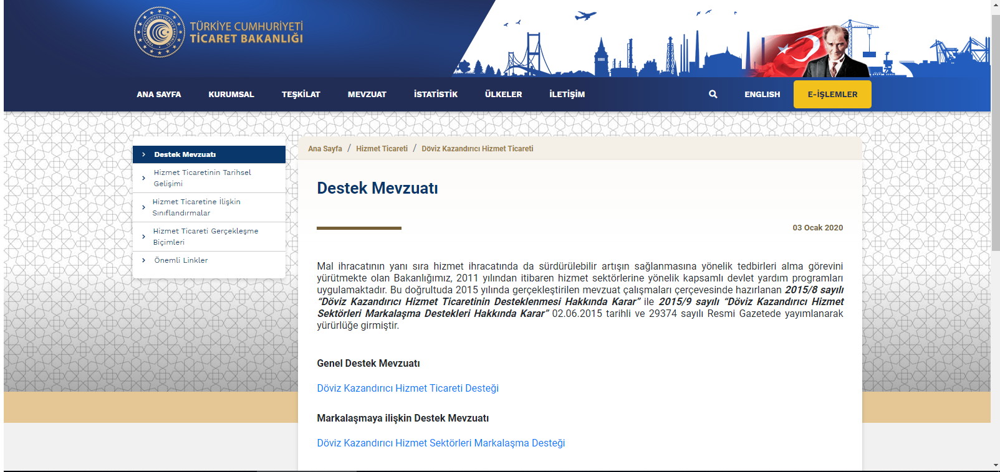 TÜRKİYE CUMHURİYETİ
TİCARET BAKANLIĞI
ANA SAYFA KURUMSAL TEŞKİLAT MEVZUAT İSTATİSTİK ÜLKELER İLETİŞİM ENGLISH E-İŞLEMLER
Destek Mevzuatı
Hizmet Ticaretinin Tarihsel
Gelişimi
Hizmet Ticaretine İlişkin
Sınıflandırmalar
Hizmet Ticareti Gerçekleşme
Biçimleri
Önemli Linkler
Ana Sayfa / Hizmet Ticareti / Döviz Kazandırıcı Hizmet Ticareti
Destek Mevzuatı
03 Ocak 2020
Mal ihracatının yanı sıra hizmet ihracatında da sürdürülebilir artışın sağlanmasına yönelik tedbirleri alma görevini
yürütmekte olan Bakanlığımız, 2011 yılından itibaren hizmet sektörlerine yönelik kapsamlı devlet yardım programları
uygulamaktadır. Bu doğrultuda 2015 yılında gerçekleştirilen mevzuat çalışmaları çerçevesinde hazırlanan 2015/8 sayılı
“Döviz Kazandırıcı Hizmet Ticaretinin Desteklenmesi Hakkında Karar” ile 2015/9 sayılı “Döviz Kazandırıcı Hizmet
Sektörleri Markalaşma Destekleri Hakkında Karar” 02.06.2015 tarihli ve 29374 sayılı Resmi Gazetede yayımlanarak
yürürlüğe girmiştir.
Genel Destek Mevzuatı
Döviz Kazandırıcı Hizmet Ticareti Desteği
Markalaşmaya ilişkin Destek Mevzuatı
Döviz Kazandırıcı Hizmet Sektörleri Markalaşma Desteği